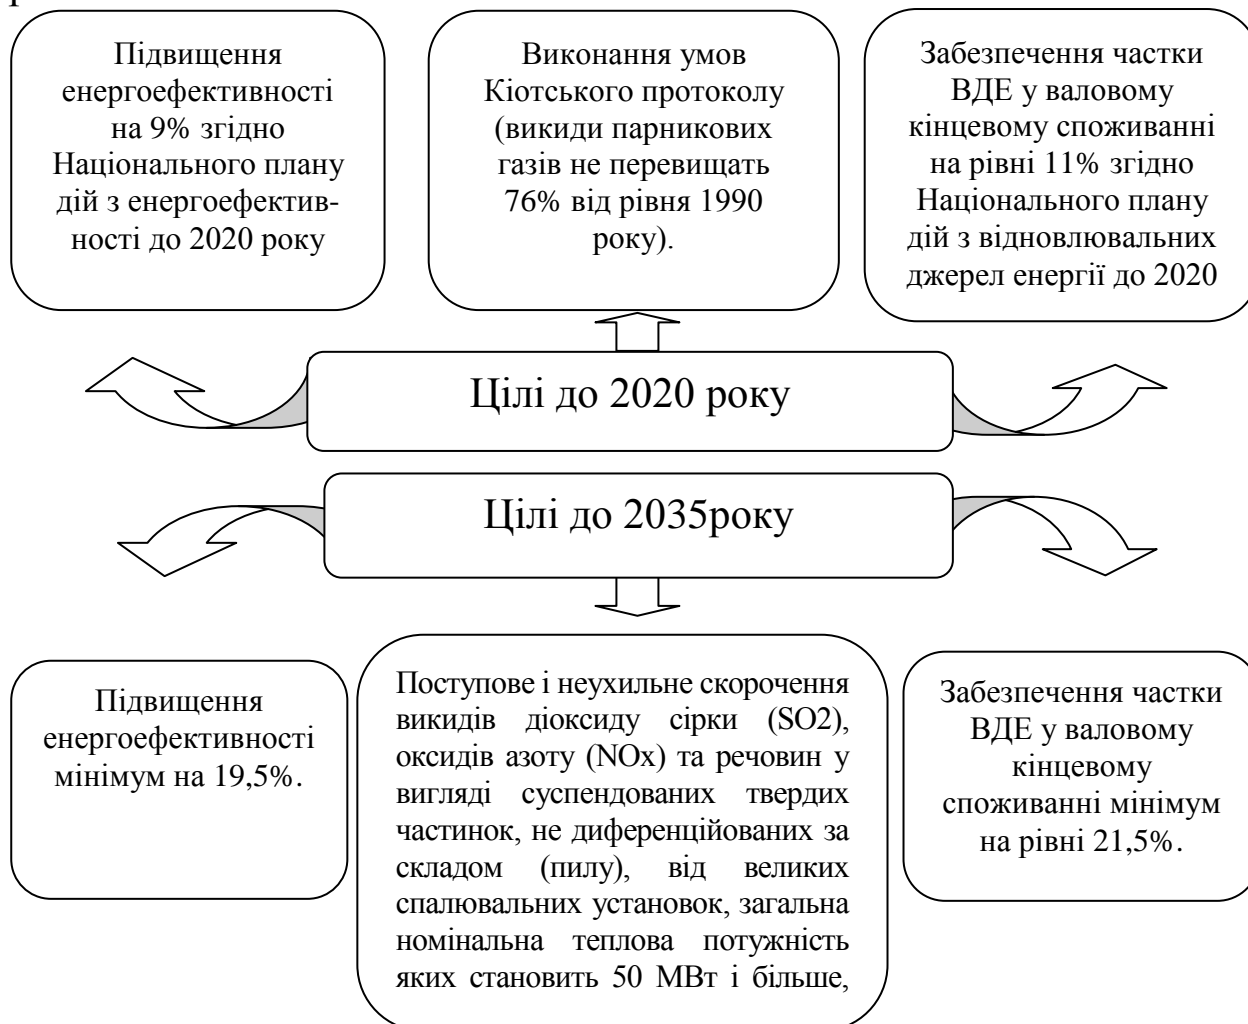 Підвищення
енергоефективності
на 9% згідно
Національного плану
дій з енергоефектив-
ності до 2020 року
Виконання умов
Кіотського протоколу
(викиди парникових
газів не перевищать
76% від рівня 1990
року).
Забезпечення частки
ВДЕ у валовому
кінцевому споживанні
на рівні 11% згідно
Національного плану
дій з відновлювальних
джерел енергії до 2020
Цілі до 2020 року
Цілі до 2035року
Підвищення
енергоефективності
мінімум на 19,5%.
Поступове і неухильне скорочення
викидів діоксиду сірки (SO2),
оксидів азоту (NOx) та речовин у
вигляді суспендованих твердих
частинок, не диференційованих за
складом (пилу), від великих
спалювальних установок, загальна
номінальна теплова потужність
яких становить 50 МВт і більше,
Забезпечення частки
ВДЕ у валовому
кінцевому
споживанні мінімум
на рівні 21,5%.